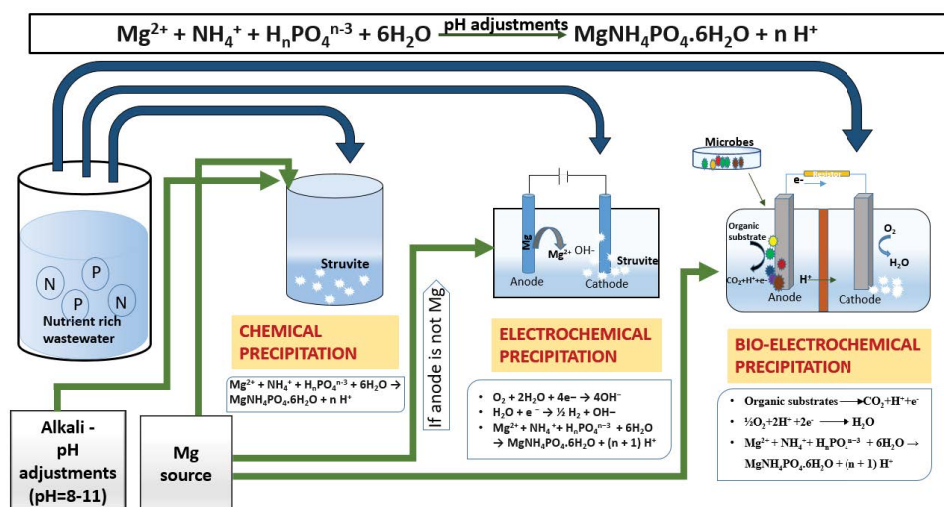 Mg²⁺ + NH₄⁺ + HₙPO₄ⁿ⁻³ + 6H₂O pH adjustments MgNH₄PO₄.6H₂O + n H⁺
N
P
P
N
Nutrient rich
wastewater
Struvite
CHEMICAL
PRECIPITATION
Mg²⁺ + NH₄⁺ + HₙPO₄ⁿ⁻³ + 6H₂O →
MgNH₄PO₄.6H₂O + n H⁺
Alkali -
pH
adjustments
(pH=8-11)
Mg
source
If anode is not Mg
Mg
Mg²⁺
OH-
Struvite
Anode
Cathode
ELECTROCHEMICAL
PRECIPITATION
• O₂ + 2H₂O + 4e− → 4OH⁻
• H₂O + e⁻ → ½ H₂ + OH−
• Mg²⁺ + NH₄⁺ + HₙPO₄ⁿ⁻³ + 6H₂O
→ MgNH₄PO₄.6H₂O + (n + 1) H⁺
Microbes
e-
Resistor
Organic
substrate
CO₂+H⁺+e-
H⁺
O₂
H₂O
Anode
Cathode
BIO-ELECTROCHEMICAL
PRECIPITATION
• Organic substrates → CO₂+H⁺+e⁻
• ½O₂+2H⁺+2e⁻ → H₂O
• Mg²⁺ + NH₄⁺ + HₙPO₄ⁿ⁻³ + 6H₂O →
MgNH₄PO₄.6H₂O + (n + 1) H⁺